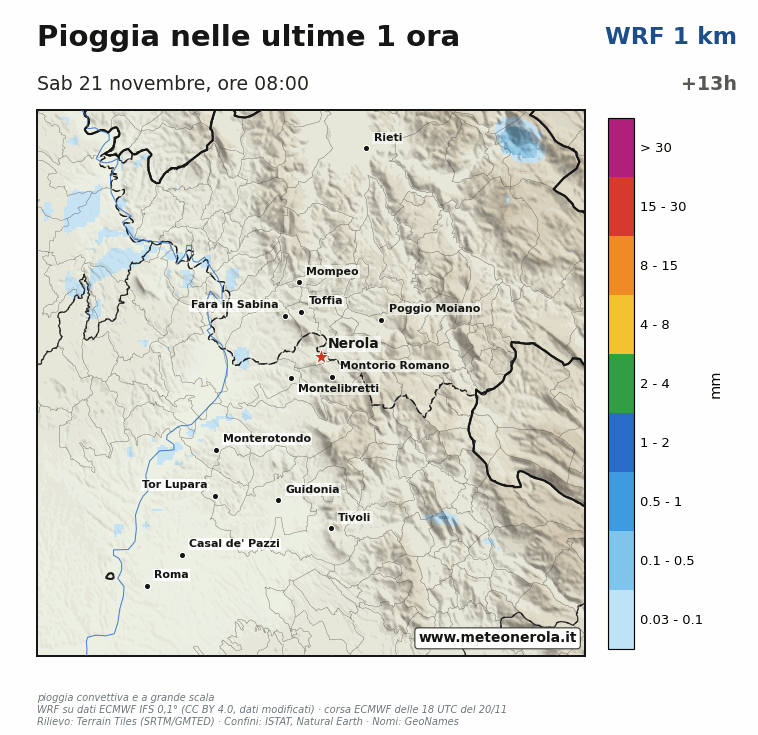 Pioggia nelle ultime 1 ora
WRF 1 km
Sab 21 novembre, ore 08:00
+13h
Rieti
> 30
15 - 30
8 - 15
4 - 8
2 - 4
1 - 2
0.5 - 1
0.1 - 0.5
0.03 - 0.1
mm
Mompeo
Toffia
Fara in Sabina
Poggio Moiano
Nerola
Montorio Romano
Montelibretti
Monterotondo
Tor Lupara
Guidonia
Tivoli
Casal de' Pazzi
Roma
www.meteonerola.it
pioggia convettiva e a grande scala
WRF su dati ECMWF IFS 0,1° (CC BY 4.0, dati modificati) · corsa ECMWF delle 18 UTC del 20/11
Rilievo: Terrain Tiles (SRTM/GMTED) · Confini: ISTAT, Natural Earth · Nomi: GeoNames